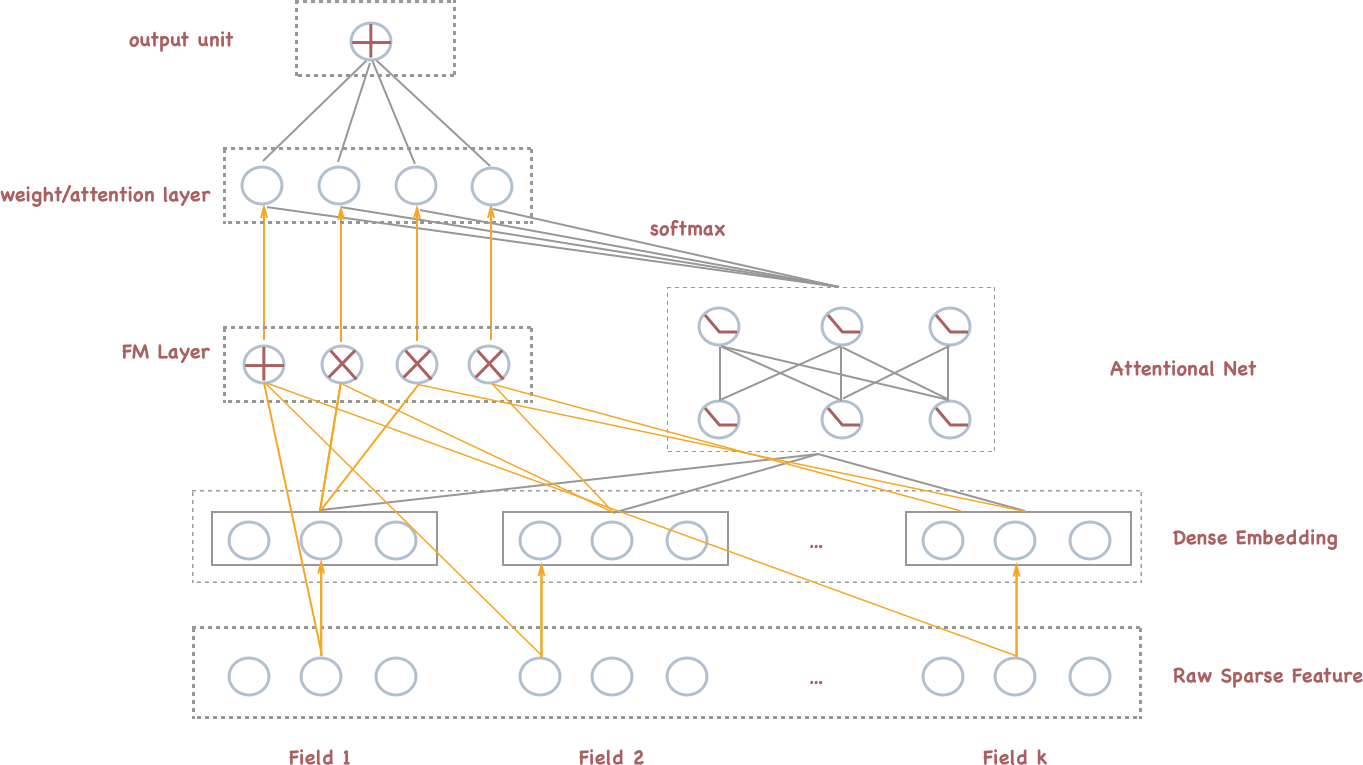 output unit
weight/attention layer
softmax
FM Layer
Attentional Net
...
Dense Embedding
...
Raw Sparse Feature
Field 1
Field 2
Field k